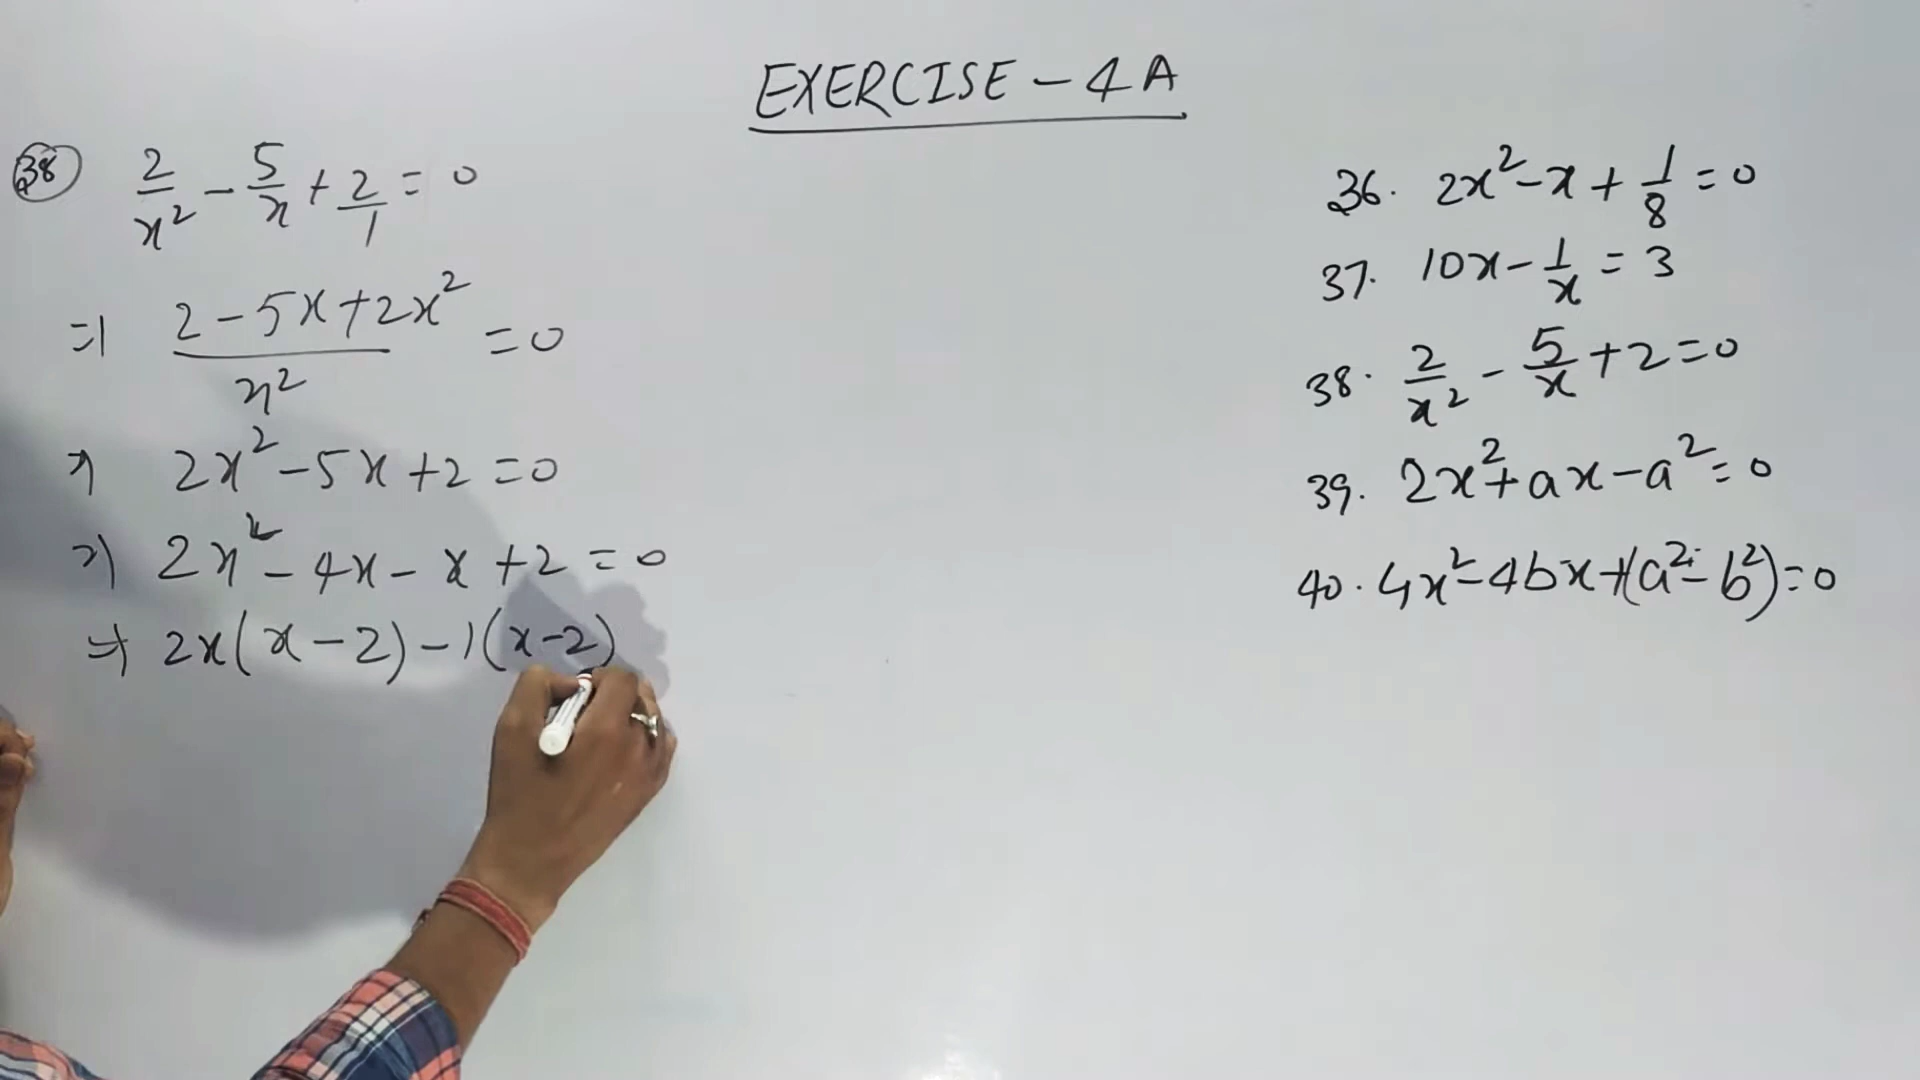 EXERCISE - 4A
38 2/x² - 5/x + 2/1 = 0
⇒ (2 - 5x + 2x²)/x² = 0
⇒ 2x² - 5x + 2 = 0
⇒ 2x² - 4x - x + 2 = 0
⇒ 2x(x - 2) - 1(x - 2)
36. 2x² - x + 1/8 = 0
37. 10x - 1/x = 3
38. 2/x² - 5/x + 2 = 0
39. 2x² + ax - a² = 0
40. 4x² - 4bx + (a² - b²) = 0